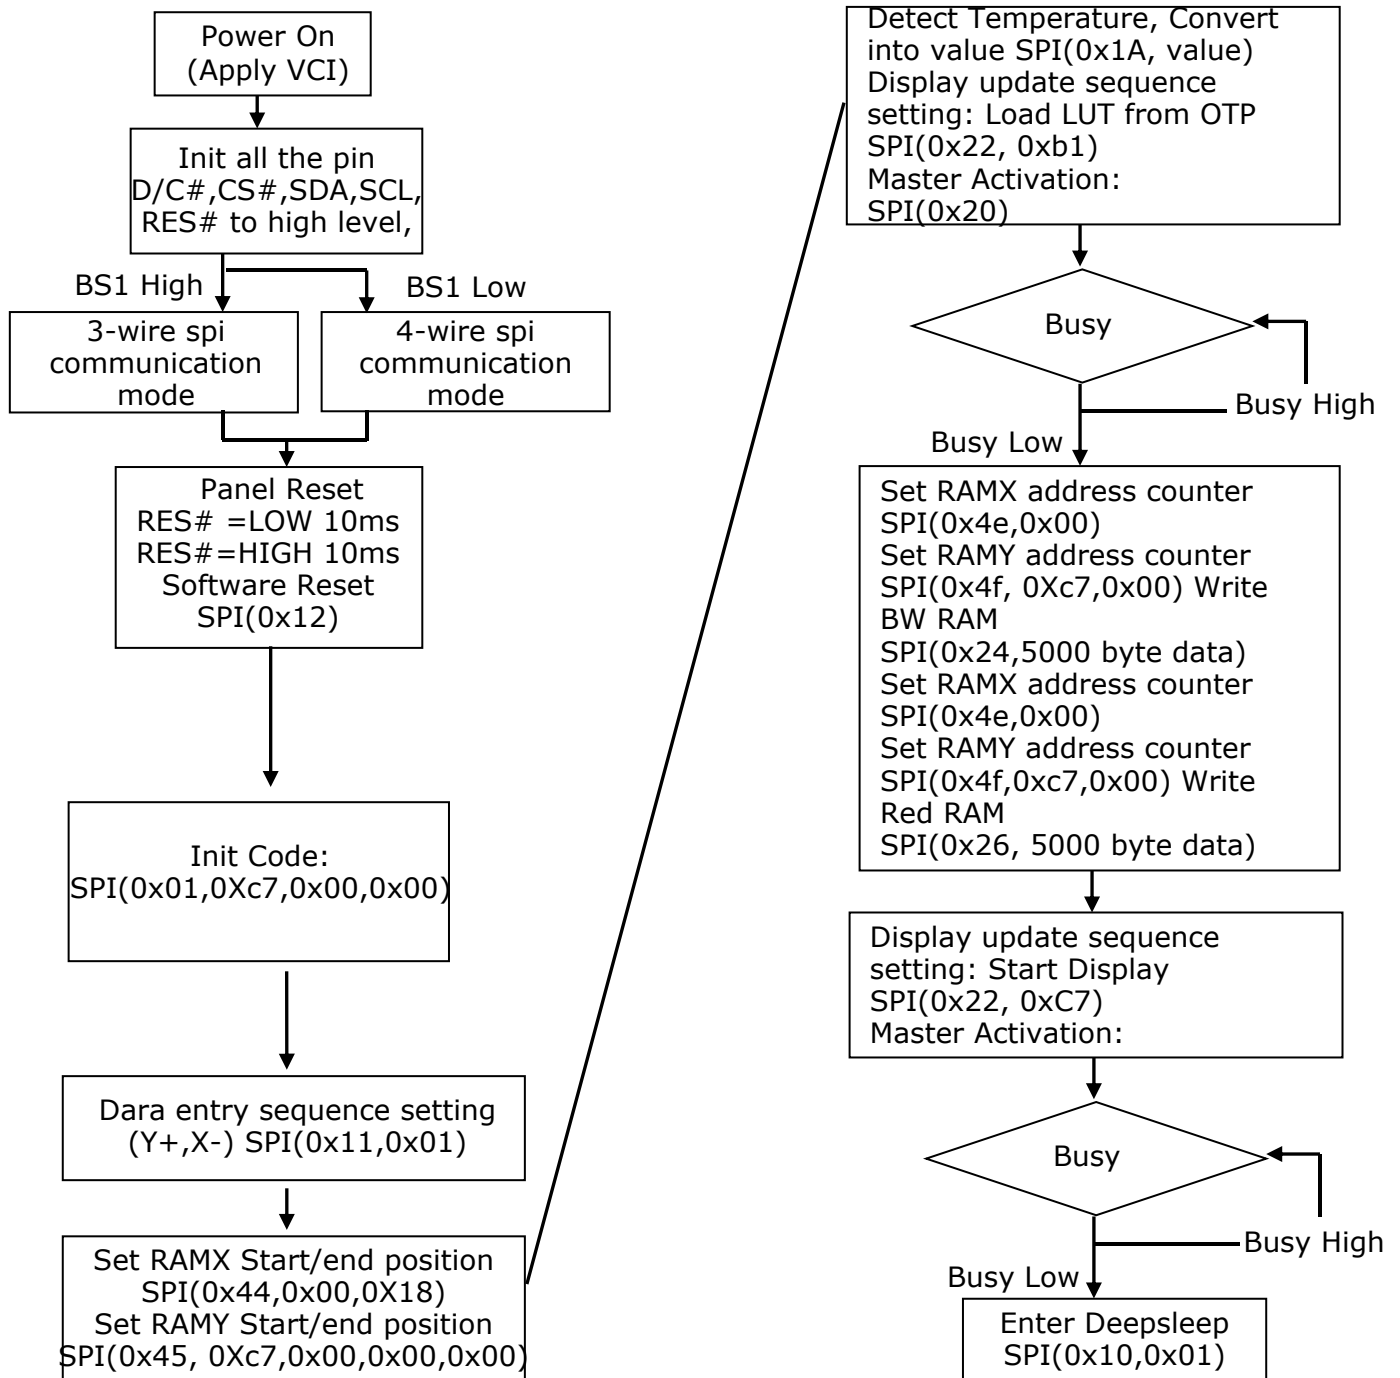 Power On
(Apply VCI)
Init all the pin
D/C#,CS#,SDA,SCL,
RES# to high level,
BS1 High
BS1 Low
3-wire spi
communication
mode
4-wire spi
communication
mode
Panel Reset
RES# =LOW 10ms
RES#=HIGH 10ms
Software Reset
SPI(0x12)
Init Code:
SPI(0x01,0Xc7,0x00,0x00)
Dara entry sequence setting
(Y+,X-) SPI(0x11,0x01)
Set RAMX Start/end position
SPI(0x44,0x00,0X18)
Set RAMY Start/end position
SPI(0x45, 0Xc7,0x00,0x00,0x00)
Detect Temperature, Convert
into value SPI(0x1A, value)
Display update sequence
setting: Load LUT from OTP
SPI(0x22, 0xb1)
Master Activation:
SPI(0x20)
Busy
Busy High
Busy Low
Set RAMX address counter
SPI(0x4e,0x00)
Set RAMY address counter
SPI(0x4f, 0Xc7,0x00) Write
BW RAM
SPI(0x24,5000 byte data)
Set RAMX address counter
SPI(0x4e,0x00)
Set RAMY address counter
SPI(0x4f,0xc7,0x00) Write
Red RAM
SPI(0x26, 5000 byte data)
Display update sequence
setting: Start Display
SPI(0x22, 0xC7)
Master Activation:
Busy
Busy High
Busy Low
Enter Deepsleep
SPI(0x10,0x01)